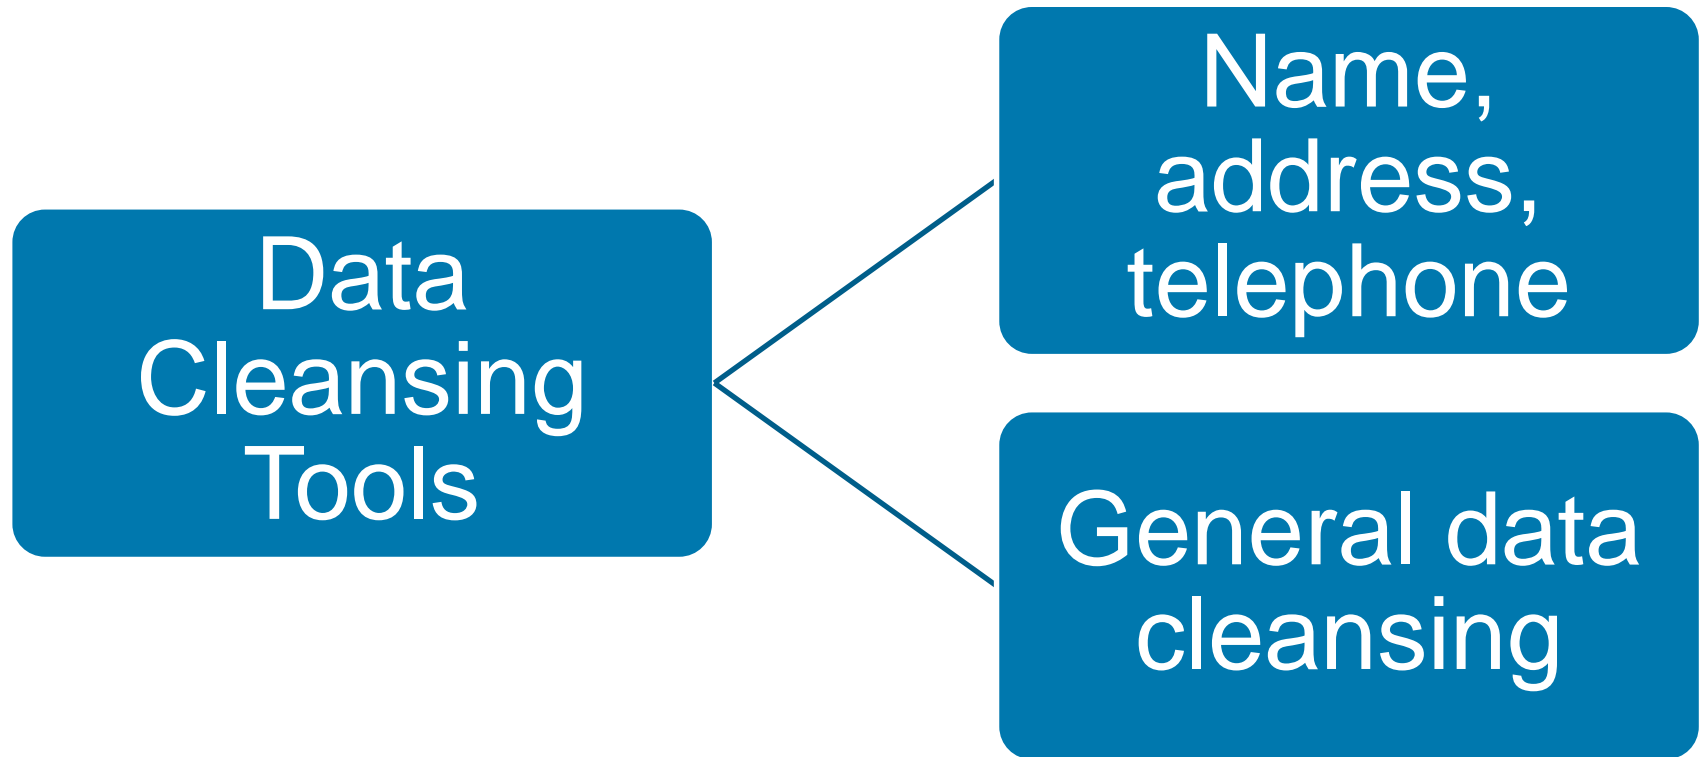 Data
Cleansing
Tools
Name,
address,
telephone
General data
cleansing